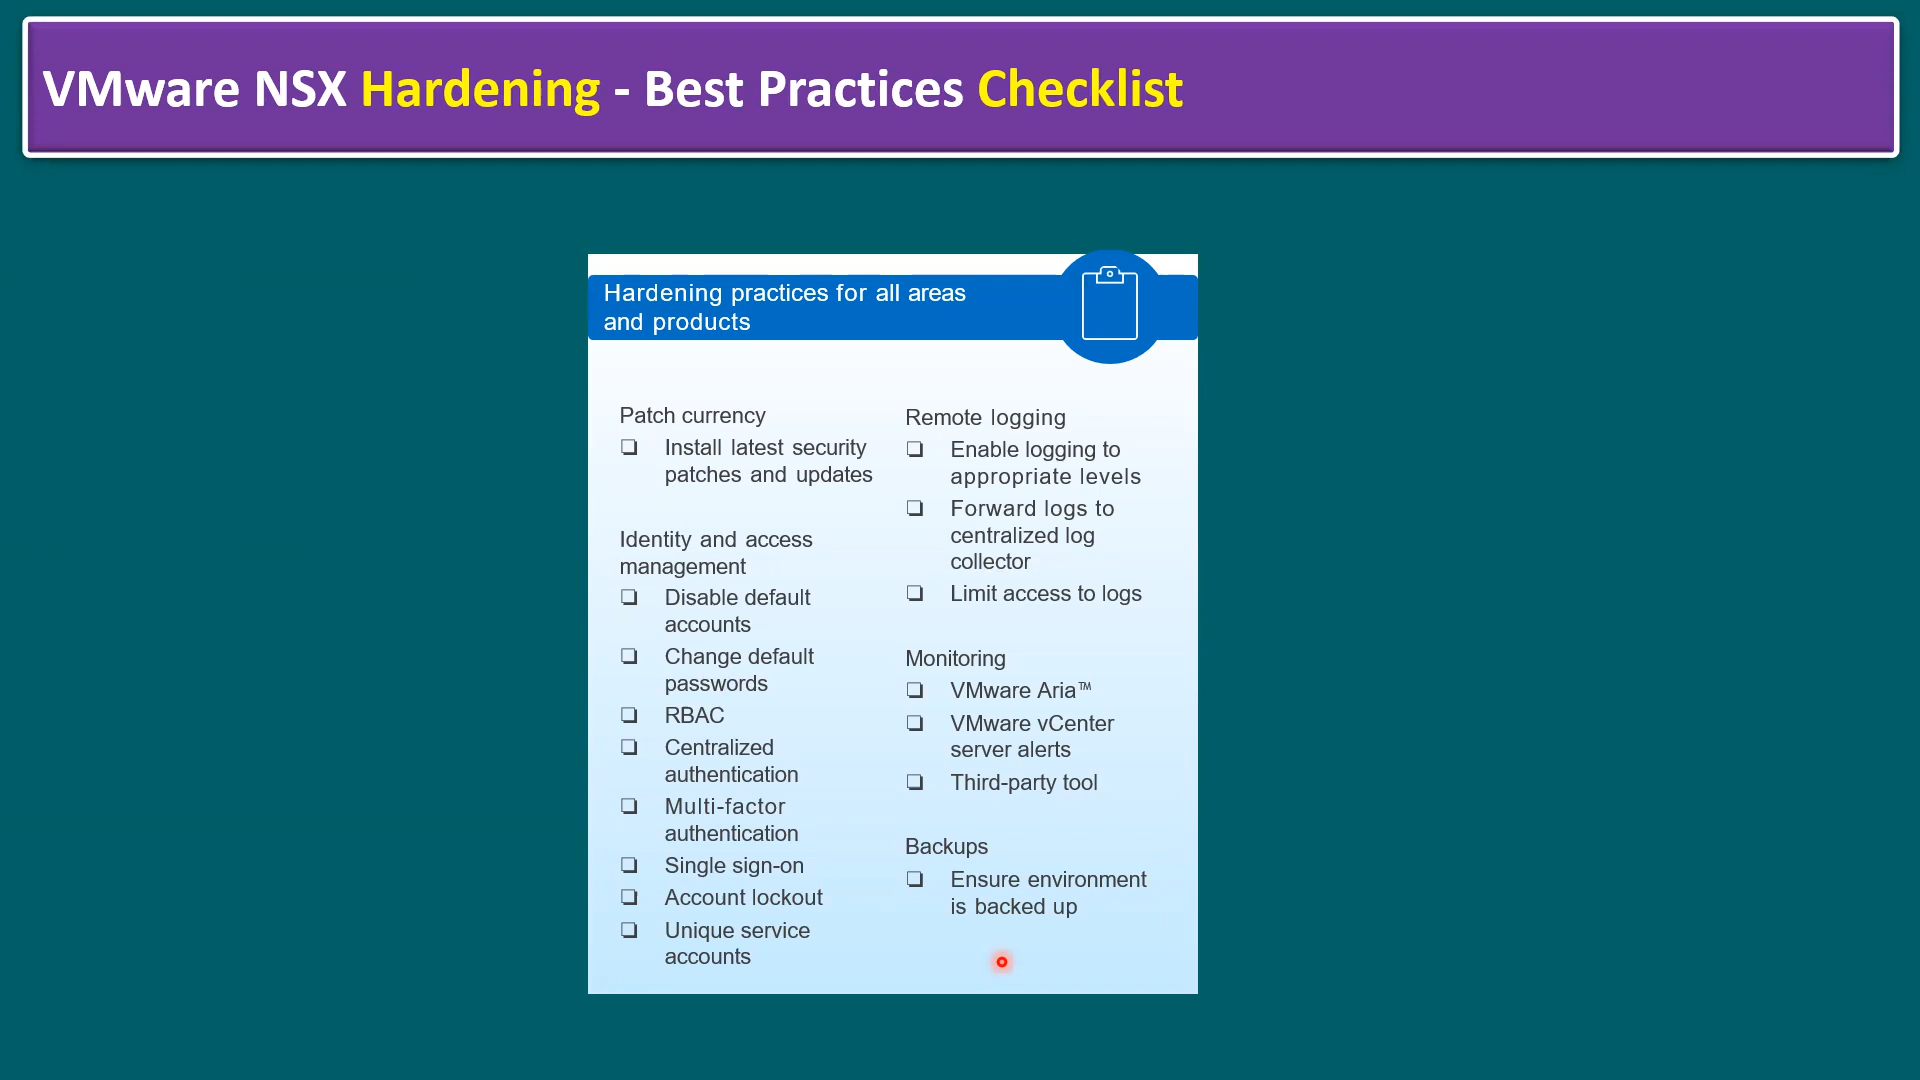 VMware NSX Hardening - Best Practices Checklist
Hardening practices for all areas
and products
Patch currency
❏ Install latest security
patches and updates
Identity and access
management
❏ Disable default
accounts
❏ Change default
passwords
❏ RBAC
❏ Centralized
authentication
❏ Multi-factor
authentication
❏ Single sign-on
❏ Account lockout
❏ Unique service
accounts
Remote logging
❏ Enable logging to
appropriate levels
❏ Forward logs to
centralized log
collector
❏ Limit access to logs
Monitoring
❏ VMware Aria™
❏ VMware vCenter
server alerts
❏ Third-party tool
Backups
❏ Ensure environment
is backed up